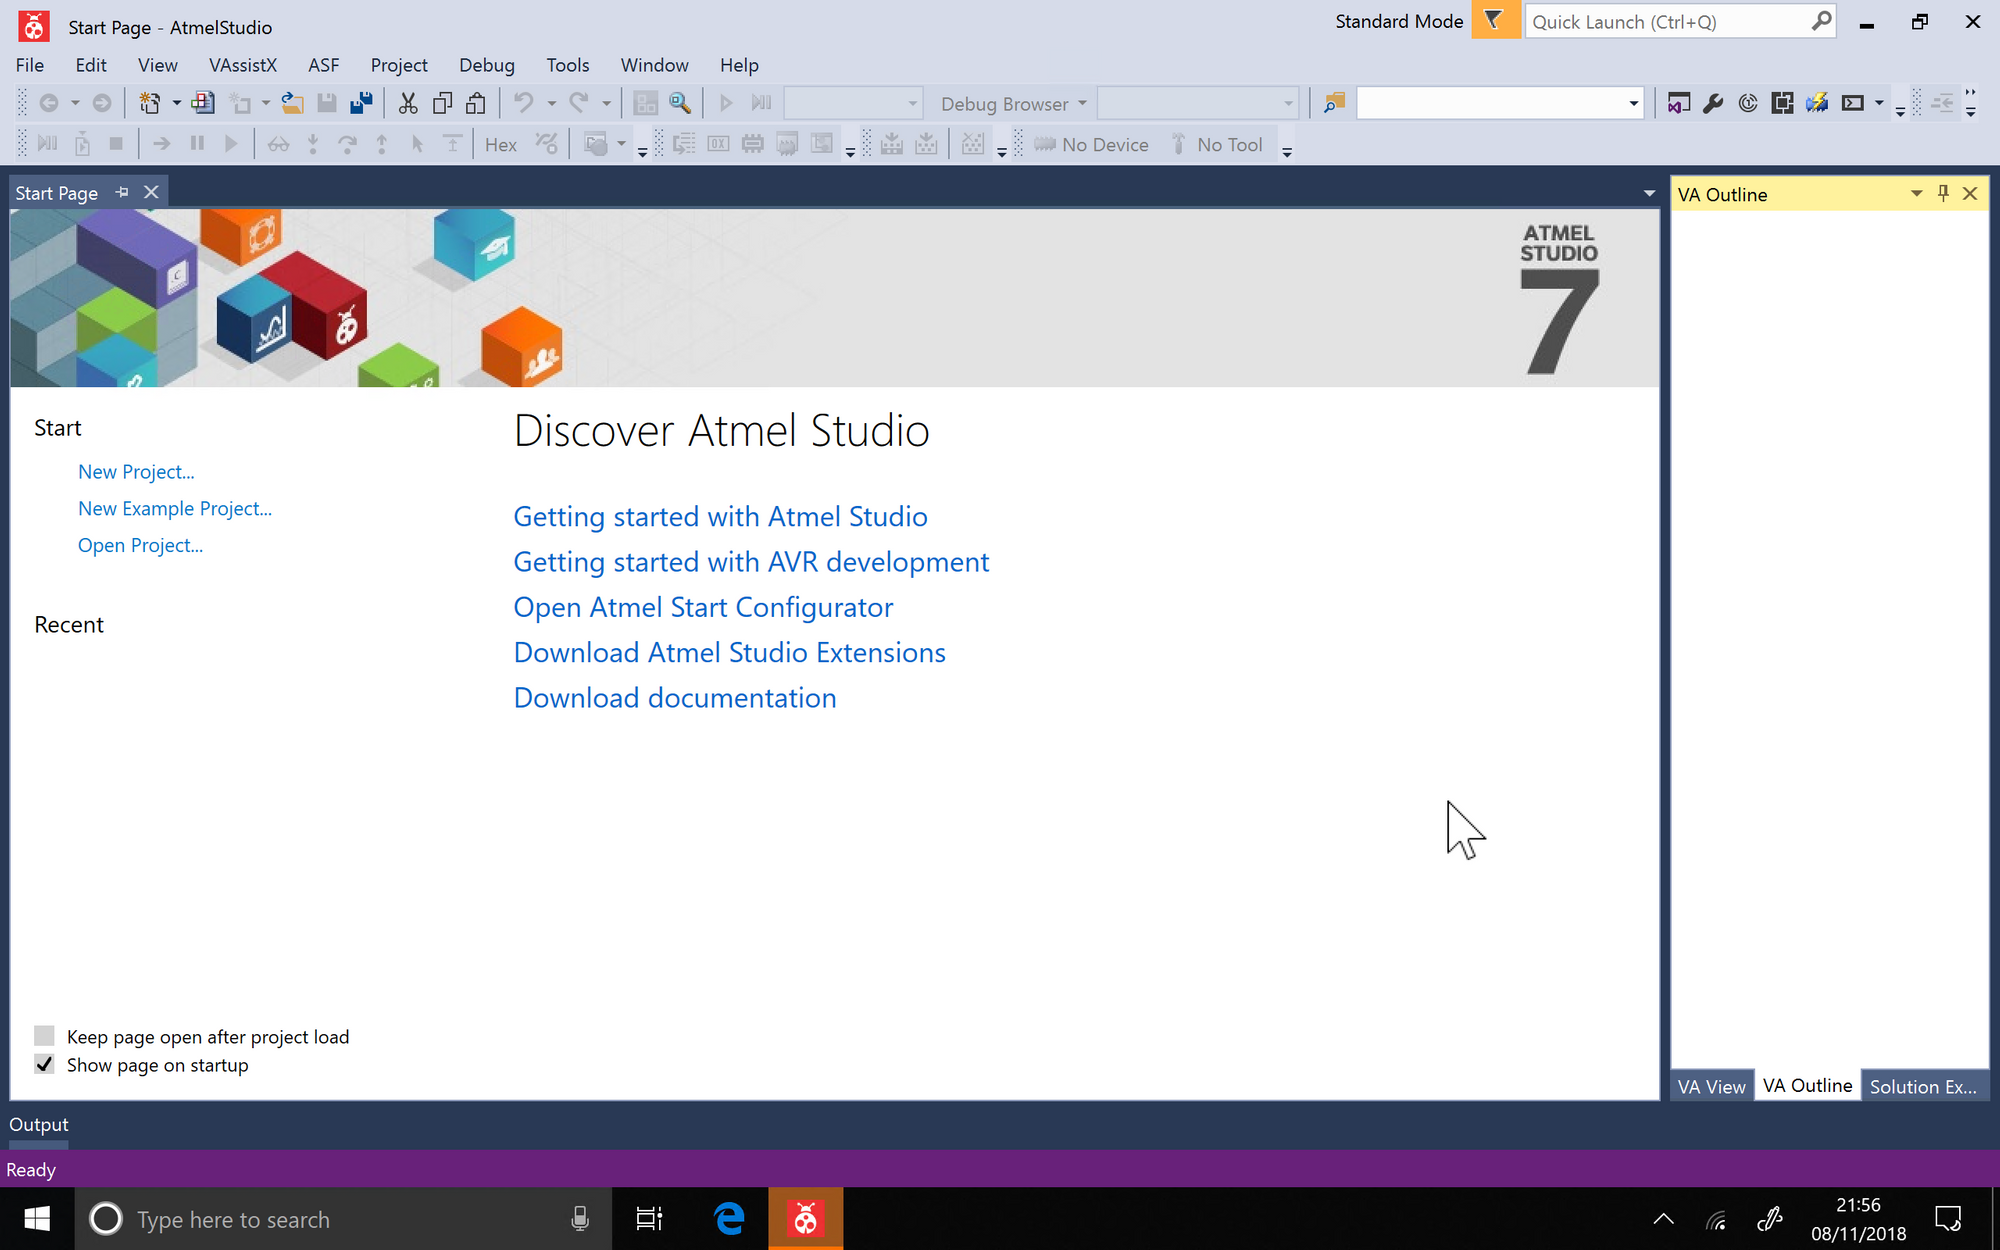 Start Page - AtmelStudio
Standard Mode
Quick Launch (Ctrl+Q)
File Edit View VAssistX ASF Project Debug Tools Window Help
Debug Browser
Hex
No Device
No Tool
Start Page
VA Outline
ATMEL
STUDIO
7
Start
New Project...
New Example Project...
Open Project...
Recent
Discover Atmel Studio
Getting started with Atmel Studio
Getting started with AVR development
Open Atmel Start Configurator
Download Atmel Studio Extensions
Download documentation
Keep page open after project load
Show page on startup
VA View
VA Outline
Solution Ex...
Output
Ready
Type here to search
21:56
08/11/2018